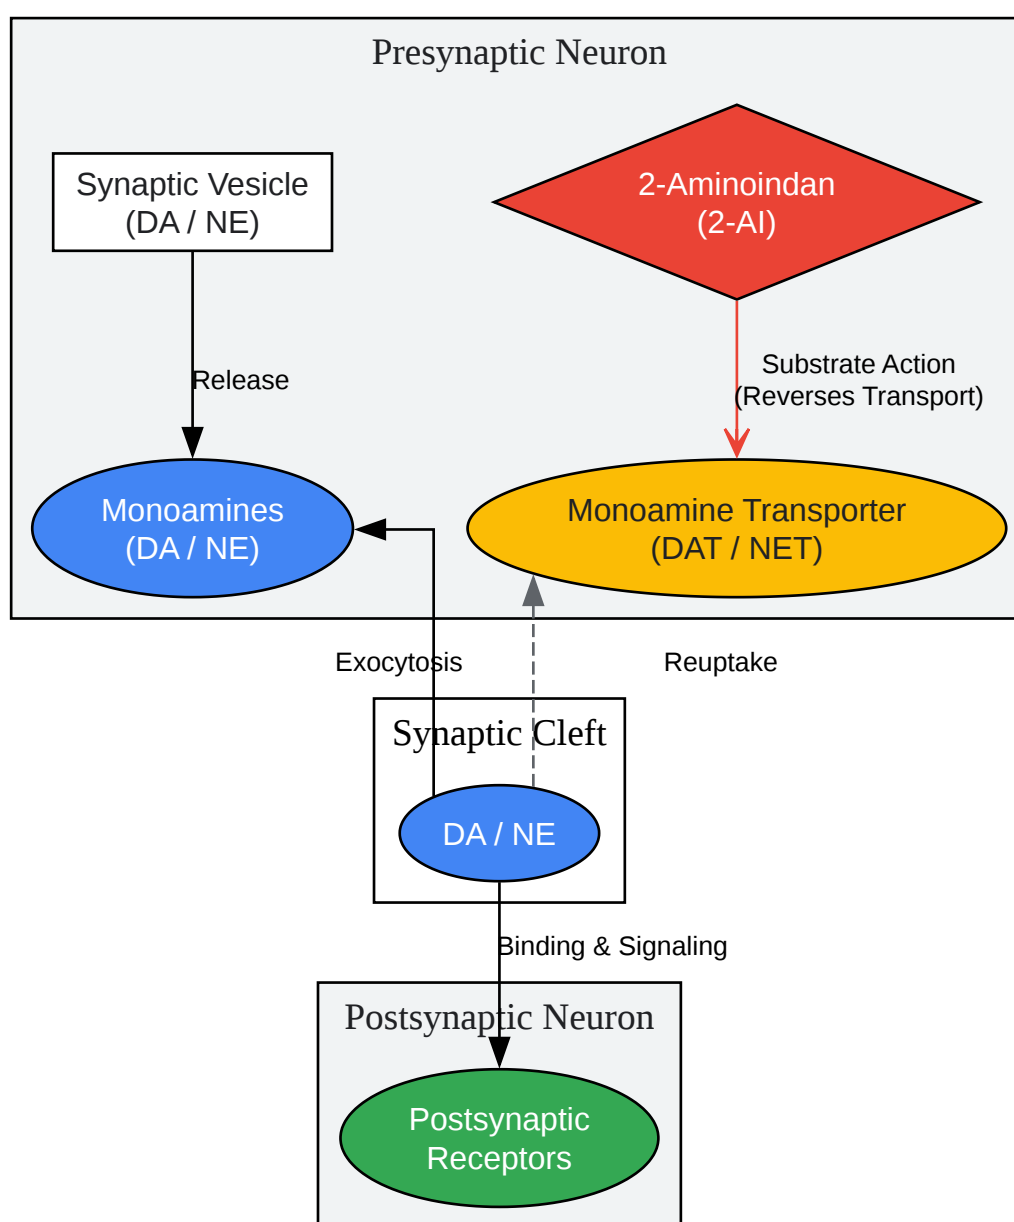 Presynaptic Neuron
Synaptic Vesicle
(DA / NE)
2-Aminoindan
(2-AI)
Release
Substrate Action
(Reverses Transport)
Monoamines
(DA / NE)
Monoamine Transporter
(DAT / NET)
Exocytosis
Reuptake
Synaptic Cleft
DA / NE
Binding & Signaling
Postsynaptic Neuron
Postsynaptic
Receptors